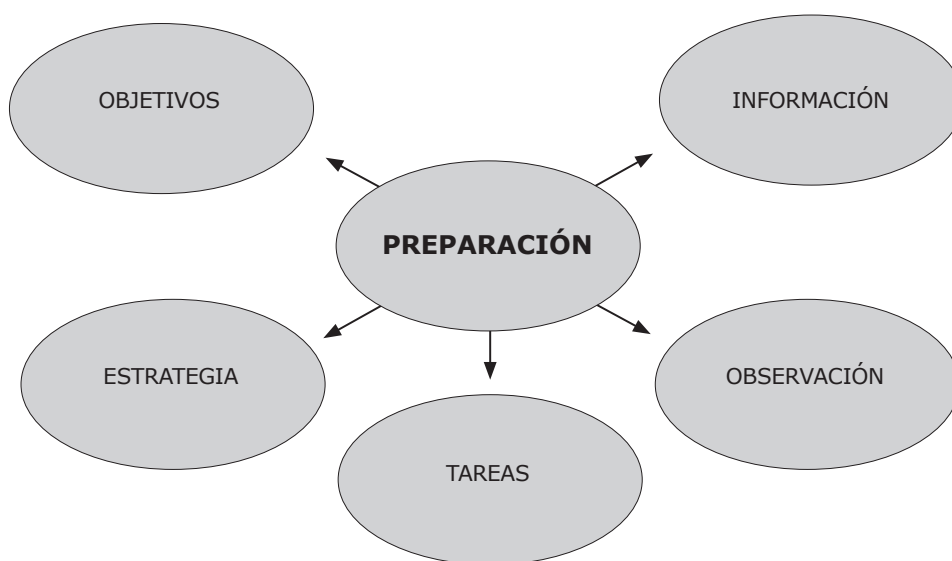 OBJETIVOS
INFORMACIÓN
PREPARACIÓN
ESTRATEGIA
OBSERVACIÓN
TAREAS